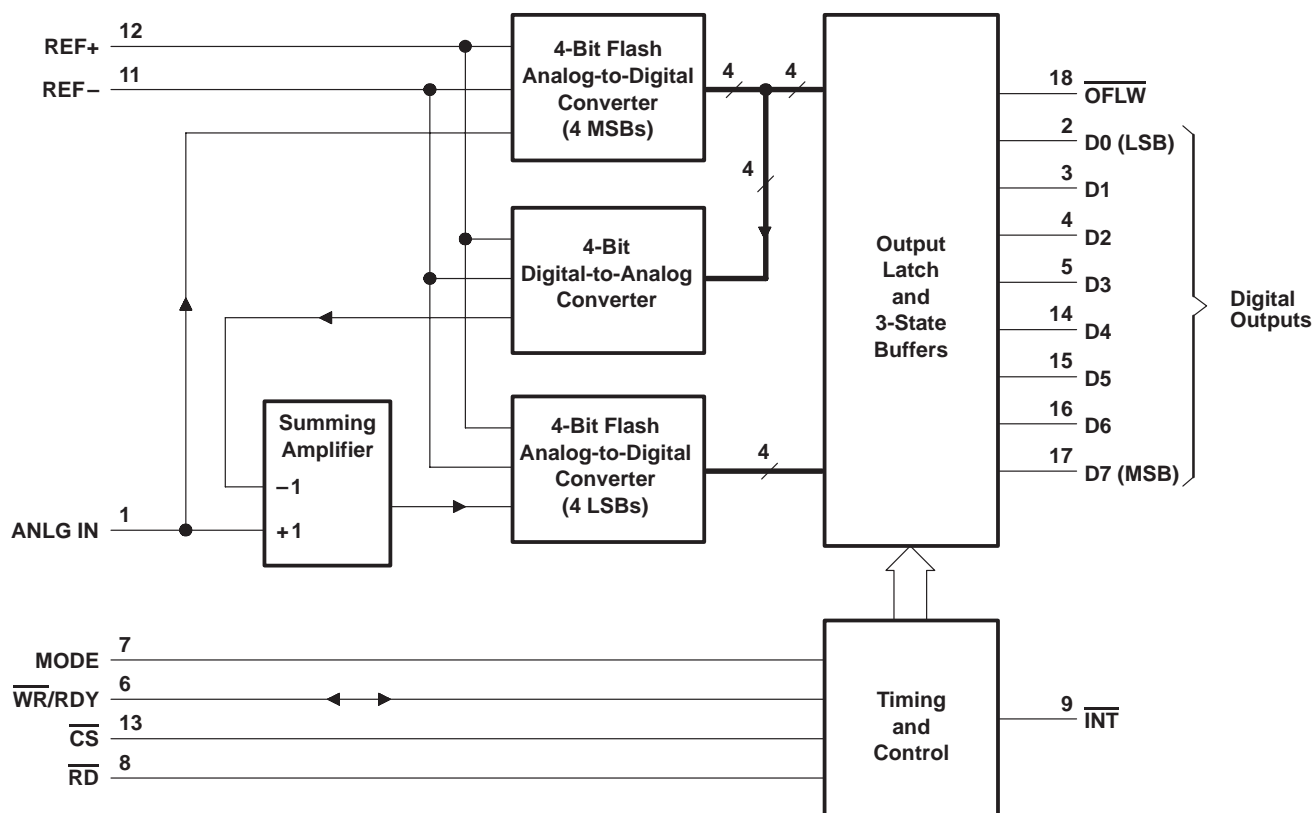 REF+
12
REF–
11
ANLG IN
1
4-Bit Flash
Analog-to-Digital
Converter
(4 MSBs)
4
4
4
4-Bit
Digital-to-Analog
Converter
Summing
Amplifier
–1
+1
4-Bit Flash
Analog-to-Digital
Converter
(4 LSBs)
4
Output
Latch
and
3-State
Buffers
18
OFLW
2
D0 (LSB)
3
D1
4
D2
5
D3
14
D4
15
D5
16
D6
17
D7 (MSB)
Digital
Outputs
MODE
7
WR/RDY
6
CS
13
RD
8
Timing
and
Control
9
INT